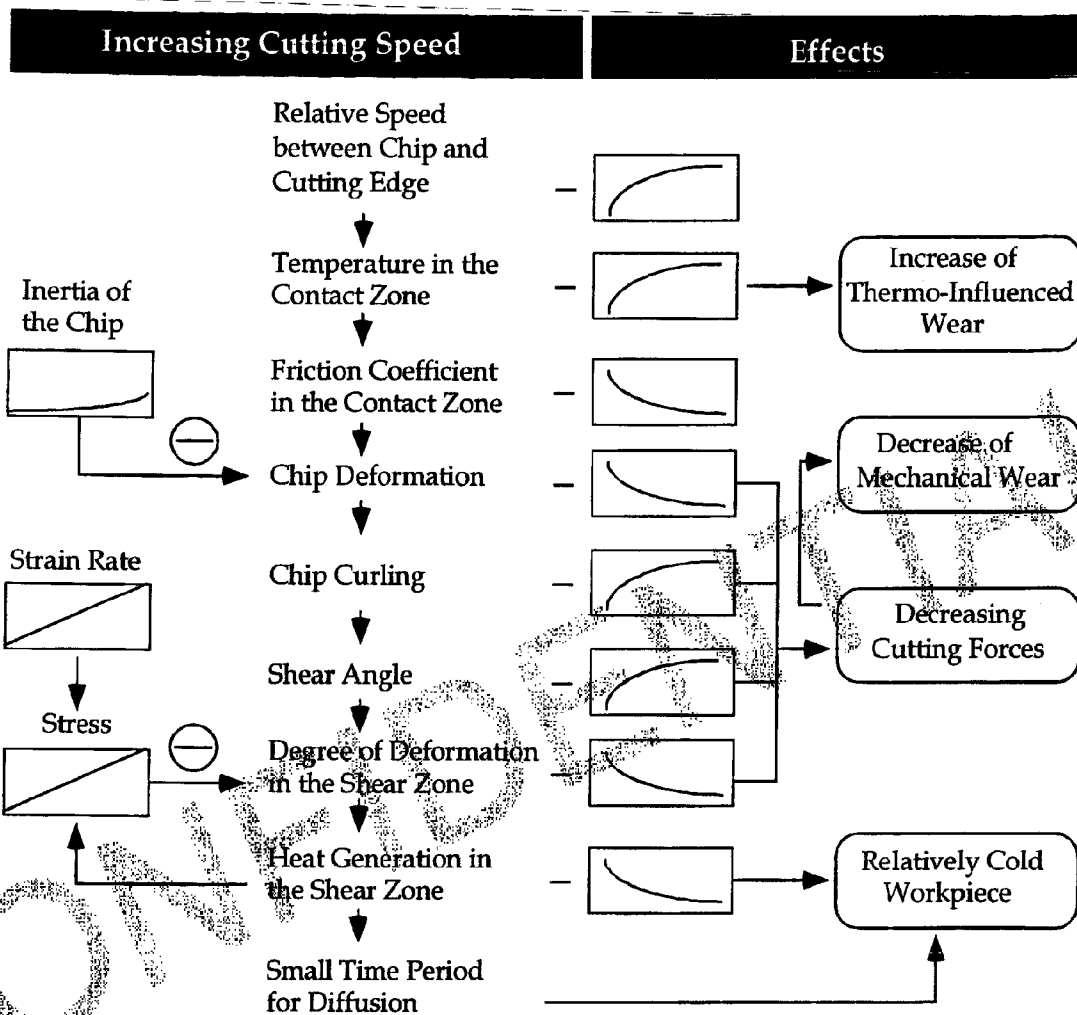 Increasing Cutting Speed
Effects
Relative Speed
between Chip and
Cutting Edge
Temperature in the
Contact Zone
Increase of
Thermo-Influenced
Wear
Inertia of
the Chip
Friction Coefficient
in the Contact Zone
Chip Deformation
Decrease of
Mechanical Wear
Strain Rate
Chip Curling
Decreasing
Cutting Forces
Shear Angle
Stress
Degree of Deformation
in the Shear Zone
Heat Generation in
the Shear Zone
Relatively Cold
Workpiece
Small Time Period
for Diffusion
ONFIDENTIAL